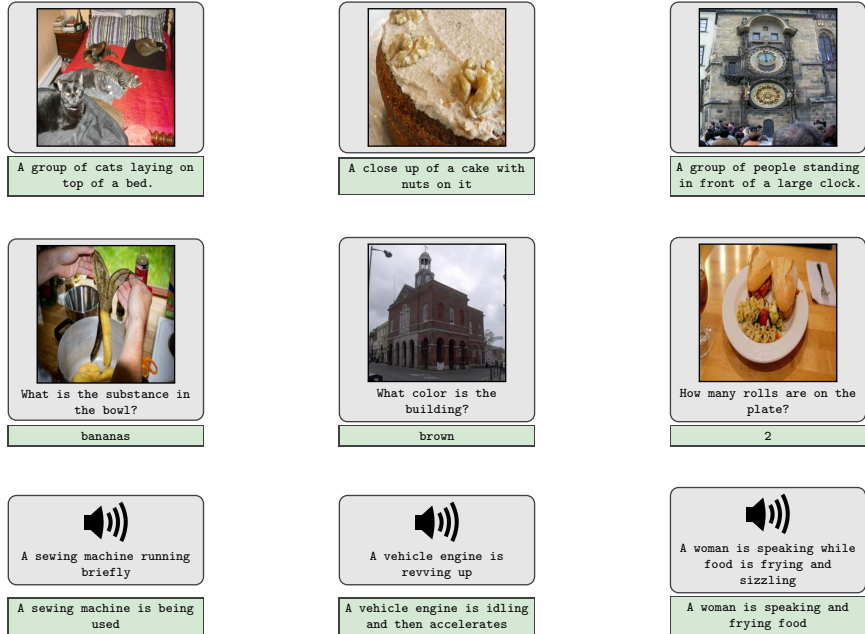 A group of cats laying on
top of a bed.
A close up of a cake with
nuts on it
A group of people standing
in front of a large clock.
What is the substance in
the bowl?
bananas
What color is the
building?
brown
How many rolls are on the
plate?
2
A sewing machine running
briefly
A sewing machine is being
used
A vehicle engine is
revving up
A vehicle engine is idling
and then accelerates
A woman is speaking while
food is frying and
sizzling
A woman is speaking and
frying food